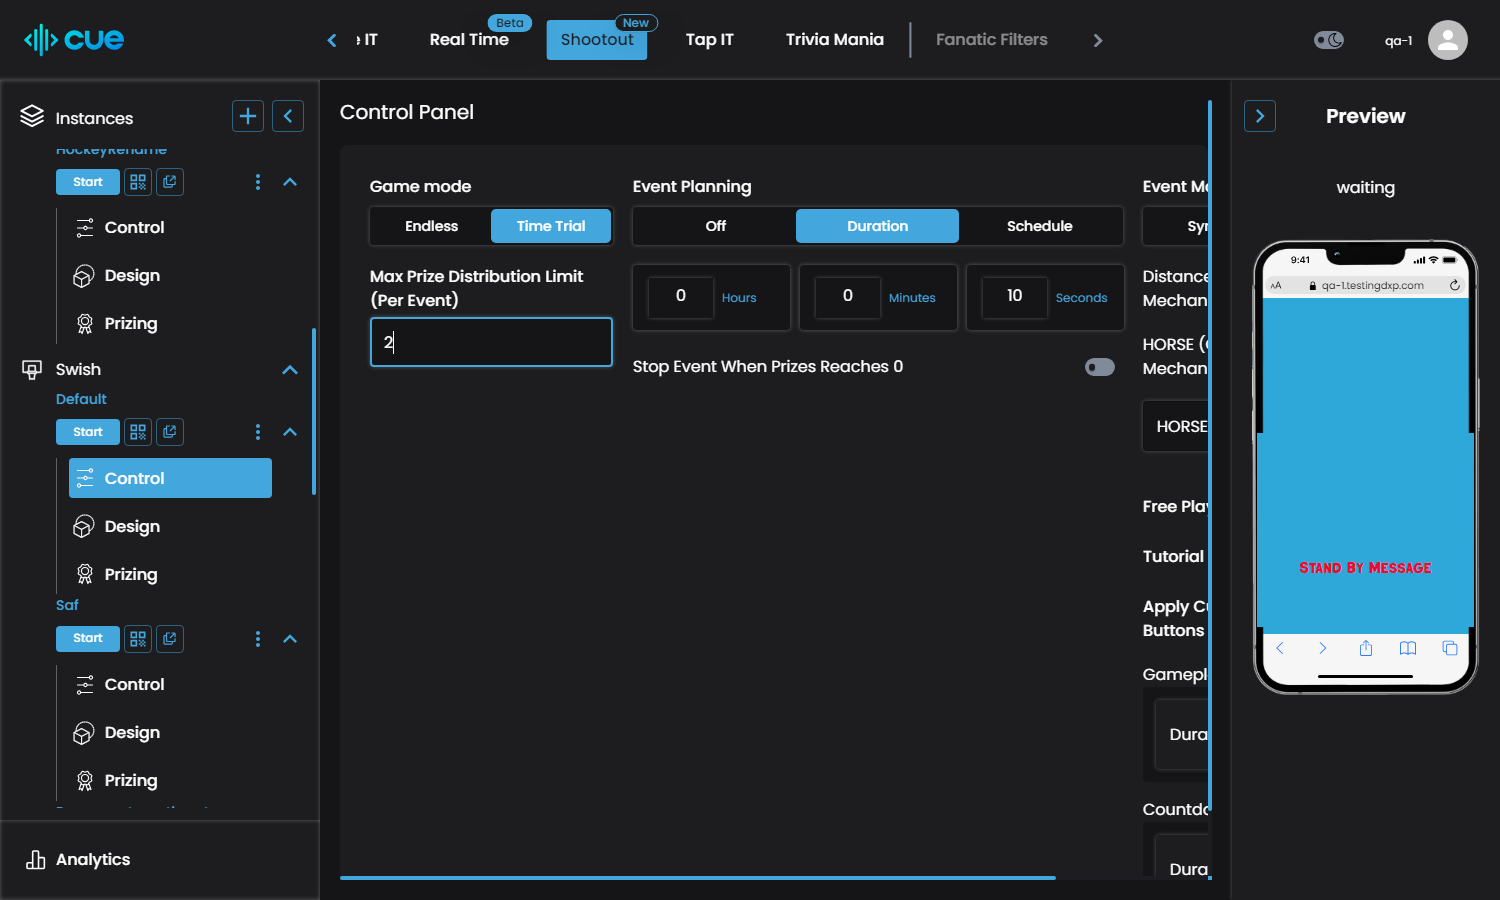 cue
IT
Beta
Real Time
New
Shootout
Tap IT
Trivia Mania
Fanatic Filters
qa-1
Instances
HockeyRename
Start
Control
Design
Prizing
Swish
Default
Start
Control
Design
Prizing
Saf
Start
Control
Design
Prizing
Analytics
Control Panel
Game mode
Endless
Time Trial
Max Prize Distribution Limit
(Per Event)
2
Event Planning
Off
Duration
Schedule
0
Hours
0
Minutes
10
Seconds
Stop Event When Prizes Reaches 0
Event Mo
Syn
Distance
Mechan
HORSE (
Mechan
HORSE
Free Play
Tutorial
Apply Cu
Buttons
Gamepl
Dura
Countdo
Dura
Preview
waiting
9:41
AA
qa-1.testingdxp.com
Stand By Message